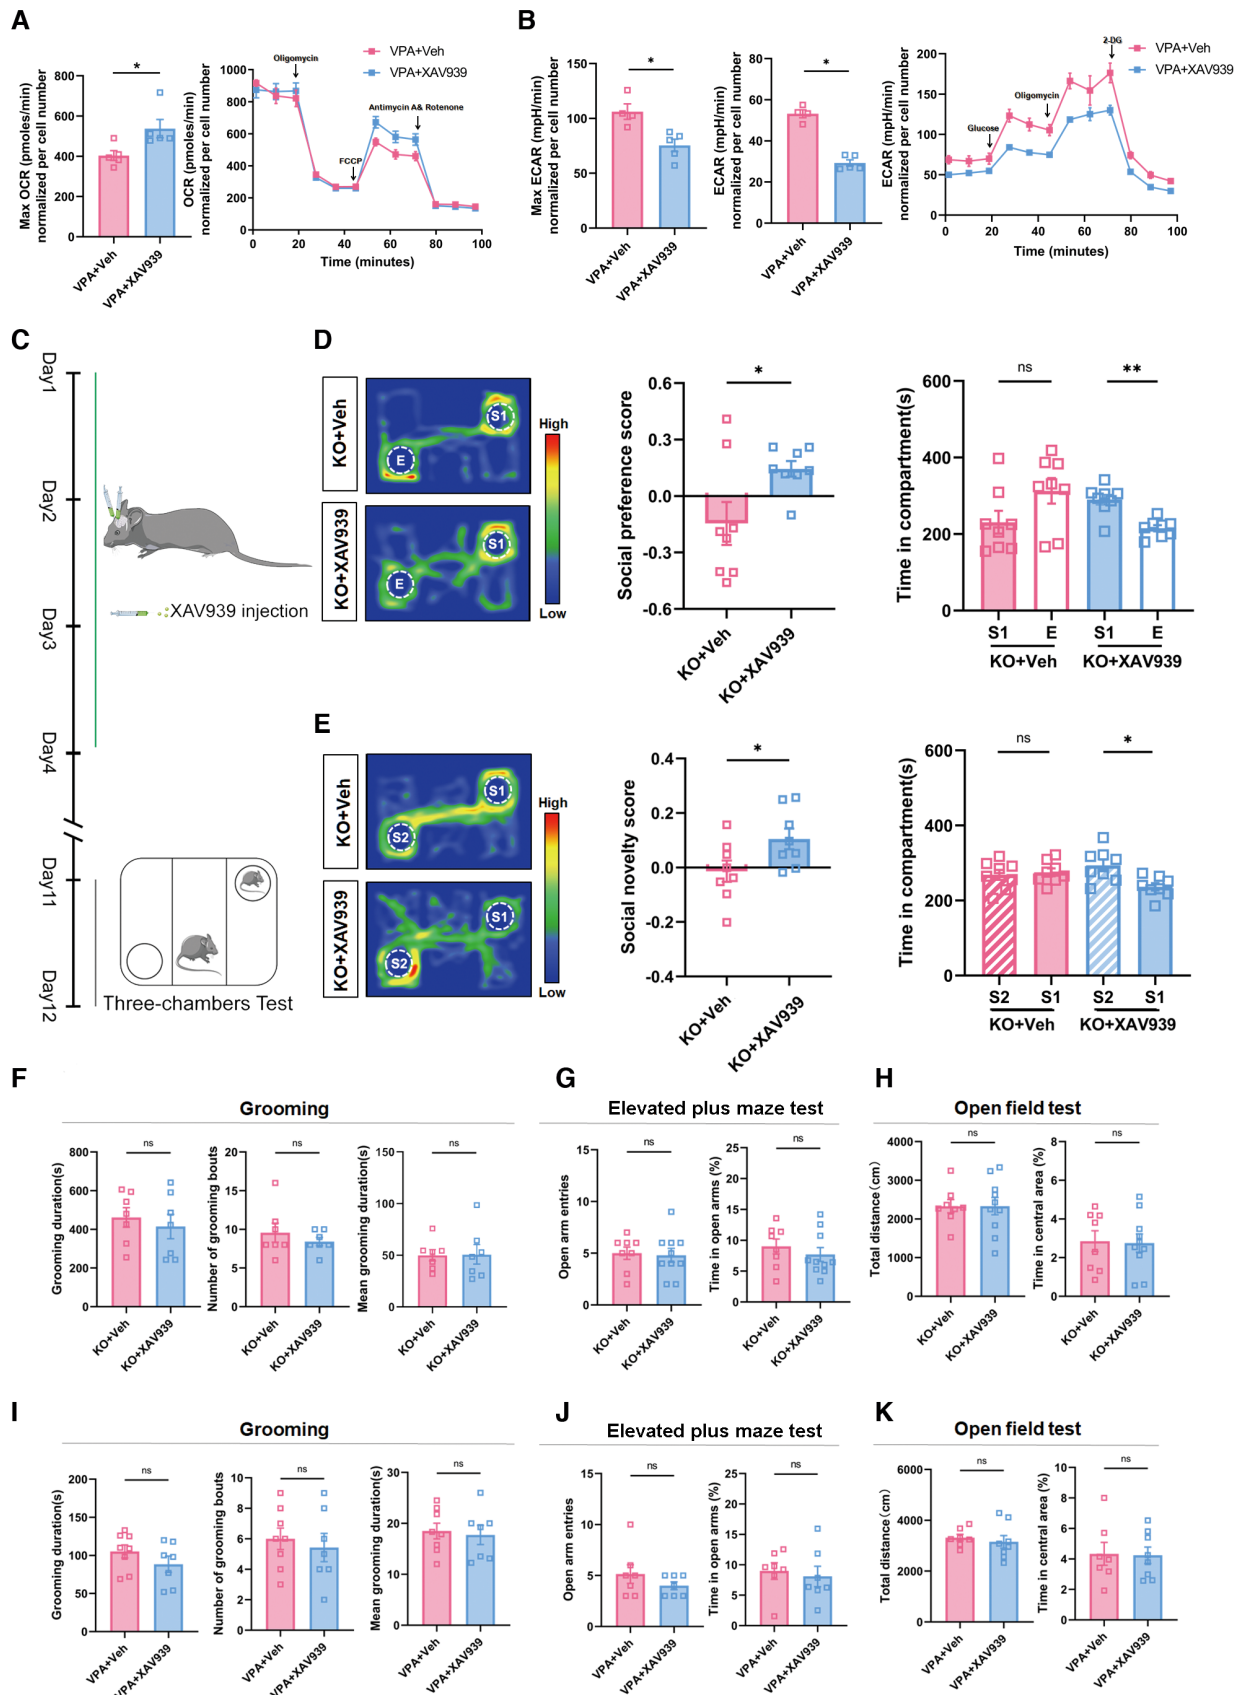 A
Max OCR (pmoles/min)
normalized per cell number
800
600
400
200
0
*
VPA+Veh
VPA+XAV939
OCR (pmoles/min)
normalized per cell number
1000
800
600
400
200
0
0 20 40 60 80 100
Time (minutes)
Oligomycin
FCCP
Antimycin A& Rotenone
VPA+Veh
VPA+XAV939
B
Max ECAR (mpH/min)
normalized per cell number
150
100
50
0
*
VPA+Veh
VPA+XAV939
ECAR (mpH/min)
normalized per cell number
80
60
40
20
0
*
VPA+Veh
VPA+XAV939
ECAR (mpH/min)
normalized per cell number
200
150
100
50
0
0 20 40 60 80 100
Time (minutes)
Glucose
Oligomycin
2-DG
VPA+Veh
VPA+XAV939
C
Day1
Day2
Day3
Day4
Day11
Day12
XAV939 injection
Three-chambers Test
D
KO+Veh
E
S1
KO+XAV939
E
S1
High
Low
Social preference score
0.6
0.3
0.0
-0.3
-0.6
*
KO+Veh
KO+XAV939
Time in compartment(s)
600
400
200
0
ns
**
S1 E S1 E
KO+Veh KO+XAV939
E
KO+Veh
S1
S2
KO+XAV939
S1
S2
High
Low
Social novelty score
0.4
0.2
0.0
-0.2
-0.4
*
KO+Veh
KO+XAV939
Time in compartment(s)
600
400
200
0
ns
*
S2 S1 S2 S1
KO+Veh KO+XAV939
F
Grooming
Grooming duration(s)
800
600
400
200
0
ns
KO+Veh
KO+XAV939
Number of grooming bouts
20
15
10
5
0
ns
KO+Veh
KO+XAV939
Mean grooming duration(s)
150
100
50
0
ns
KO+Veh
KO+XAV939
G
Elevated plus maze test
Open arm entries
15
10
5
0
ns
KO+Veh
KO+XAV939
Time in open arms (%)
25
20
15
10
5
0
ns
KO+Veh
KO+XAV939
H
Open field test
Total distance(cm)
4000
3000
2000
1000
0
ns
KO+Veh
KO+XAV939
Time in central area (%)
8
6
4
2
0
ns
KO+Veh
KO+XAV939
I
Grooming
Grooming duration(s)
200
150
100
50
0
ns
VPA+Veh
VPA+XAV939
Number of grooming bouts
10
8
6
4
2
0
ns
VPA+Veh
VPA+XAV939
Mean grooming duration(s)
30
20
10
0
ns
VPA+Veh
VPA+XAV939
J
Elevated plus maze test
Open arm entries
15
10
5
0
ns
VPA+Veh
VPA+XAV939
Time in open arms (%)
25
20
15
10
5
0
ns
VPA+Veh
VPA+XAV939
K
Open field test
Total distance(cm)
6000
4000
2000
0
ns
VPA+Veh
VPA+XAV939
Time in central area (%)
10
8
6
4
2
0
ns
VPA+Veh
VPA+XAV939